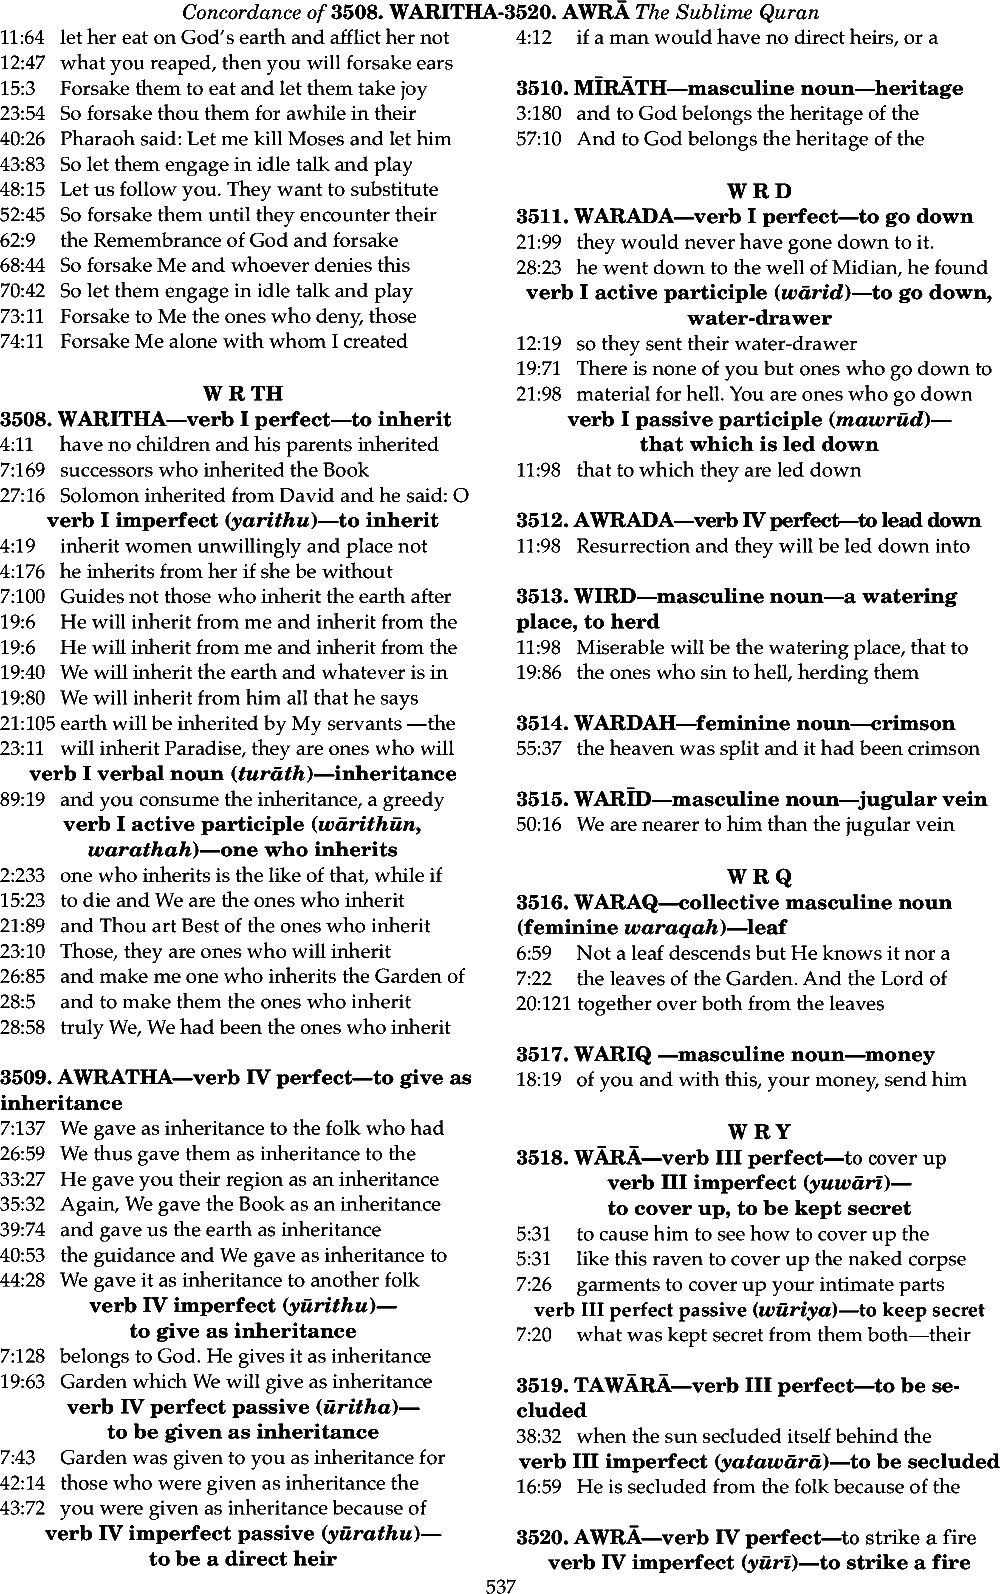 Concordance of 3508. WARITHA-3520. AWRĀ The Sublime Quran
11:64 let her eat on God's earth and afflict her not
12:47 what you reaped, then you will forsake ears
15:3 Forsake them to eat and let them take joy
23:54 So forsake thou them for awhile in their
40:26 Pharaoh said: Let me kill Moses and let him
43:83 So let them engage in idle talk and play
48:15 Let us follow you. They want to substitute
52:45 So forsake them until they encounter their
62:9 the Remembrance of God and forsake
68:44 So forsake Me and whoever denies this
70:42 So let them engage in idle talk and play
73:11 Forsake to Me the ones who deny, those
74:11 Forsake Me alone with whom I created
W R TH
3508. WARITHA—verb I perfect—to inherit
4:11 have no children and his parents inherited
7:169 successors who inherited the Book
27:16 Solomon inherited from David and he said: O
verb I imperfect (yarithu)—to inherit
4:19 inherit women unwillingly and place not
4:176 he inherits from her if she be without
7:100 Guides not those who inherit the earth after
19:6 He will inherit from me and inherit from the
19:6 He will inherit from me and inherit from the
19:40 We will inherit the earth and whatever is in
19:80 We will inherit from him all that he says
21:105 earth will be inherited by My servants —the
23:11 will inherit Paradise, they are ones who will
verb I verbal noun (turāth)—inheritance
89:19 and you consume the inheritance, a greedy
verb I active participle (wārithūn,
warathah)—one who inherits
2:233 one who inherits is the like of that, while if
15:23 to die and We are the ones who inherit
21:89 and Thou art Best of the ones who inherit
23:10 Those, they are ones who will inherit
26:85 and make me one who inherits the Garden of
28:5 and to make them the ones who inherit
28:58 truly We, We had been the ones who inherit
3509. AWRATHA—verb IV perfect—to give as
inheritance
7:137 We gave as inheritance to the folk who had
26:59 We thus gave them as inheritance to the
33:27 He gave you their region as an inheritance
35:32 Again, We gave the Book as an inheritance
39:74 and gave us the earth as inheritance
40:53 the guidance and We gave as inheritance to
44:28 We gave it as inheritance to another folk
verb IV imperfect (yūrithu)—
to give as inheritance
7:128 belongs to God. He gives it as inheritance
19:63 Garden which We will give as inheritance
verb IV perfect passive (ūritha)—
to be given as inheritance
7:43 Garden was given to you as inheritance for
42:14 those who were given as inheritance the
43:72 you were given as inheritance because of
verb IV imperfect passive (yūrathu)—
to be a direct heir
4:12 if a man would have no direct heirs, or a
3510. MĪRĀTH—masculine noun—heritage
3:180 and to God belongs the heritage of the
57:10 And to God belongs the heritage of the
W R D
3511. WARADA—verb I perfect—to go down
21:99 they would never have gone down to it.
28:23 he went down to the well of Midian, he found
verb I active participle (wārid)—to go down,
water-drawer
12:19 so they sent their water-drawer
19:71 There is none of you but ones who go down to
21:98 material for hell. You are ones who go down
verb I passive participle (mawrūd)—
that which is led down
11:98 that to which they are led down
3512. AWRADA—verb IV perfect—to lead down
11:98 Resurrection and they will be led down into
3513. WIRD—masculine noun—a watering
place, to herd
11:98 Miserable will be the watering place, that to
19:86 the ones who sin to hell, herding them
3514. WARDAH—feminine noun—crimson
55:37 the heaven was split and it had been crimson
3515. WARĪD—masculine noun—jugular vein
50:16 We are nearer to him than the jugular vein
W R Q
3516. WARAQ—collective masculine noun
(feminine waraqah)—leaf
6:59 Not a leaf descends but He knows it nor a
7:22 the leaves of the Garden. And the Lord of
20:121 together over both from the leaves
3517. WARIQ —masculine noun—money
18:19 of you and with this, your money, send him
W R Y
3518. WĀRĀ—verb III perfect—to cover up
verb III imperfect (yuwārī)—
to cover up, to be kept secret
5:31 to cause him to see how to cover up the
5:31 like this raven to cover up the naked corpse
7:26 garments to cover up your intimate parts
verb III perfect passive (wūriya)—to keep secret
7:20 what was kept secret from them both—their
3519. TAWĀRĀ—verb III perfect—to be se-
cluded
38:32 when the sun secluded itself behind the
verb III imperfect (yatawārā)—to be secluded
16:59 He is secluded from the folk because of the
3520. AWRĀ—verb IV perfect—to strike a fire
verb IV imperfect (yūrī)—to strike a fire
537